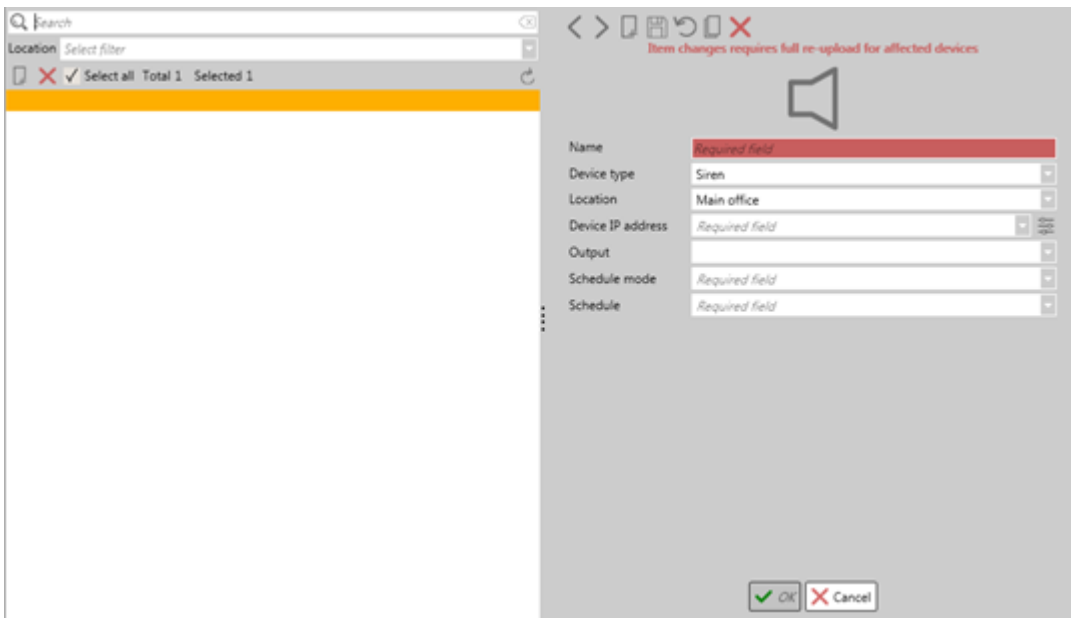 Search
Location Select filter
Select all Total 1 Selected 1
Item changes requires full re-upload for affected devices
Name Required field
Device type Siren
Location Main office
Device IP address Required field
Output
Schedule mode Required field
Schedule Required field
OK Cancel